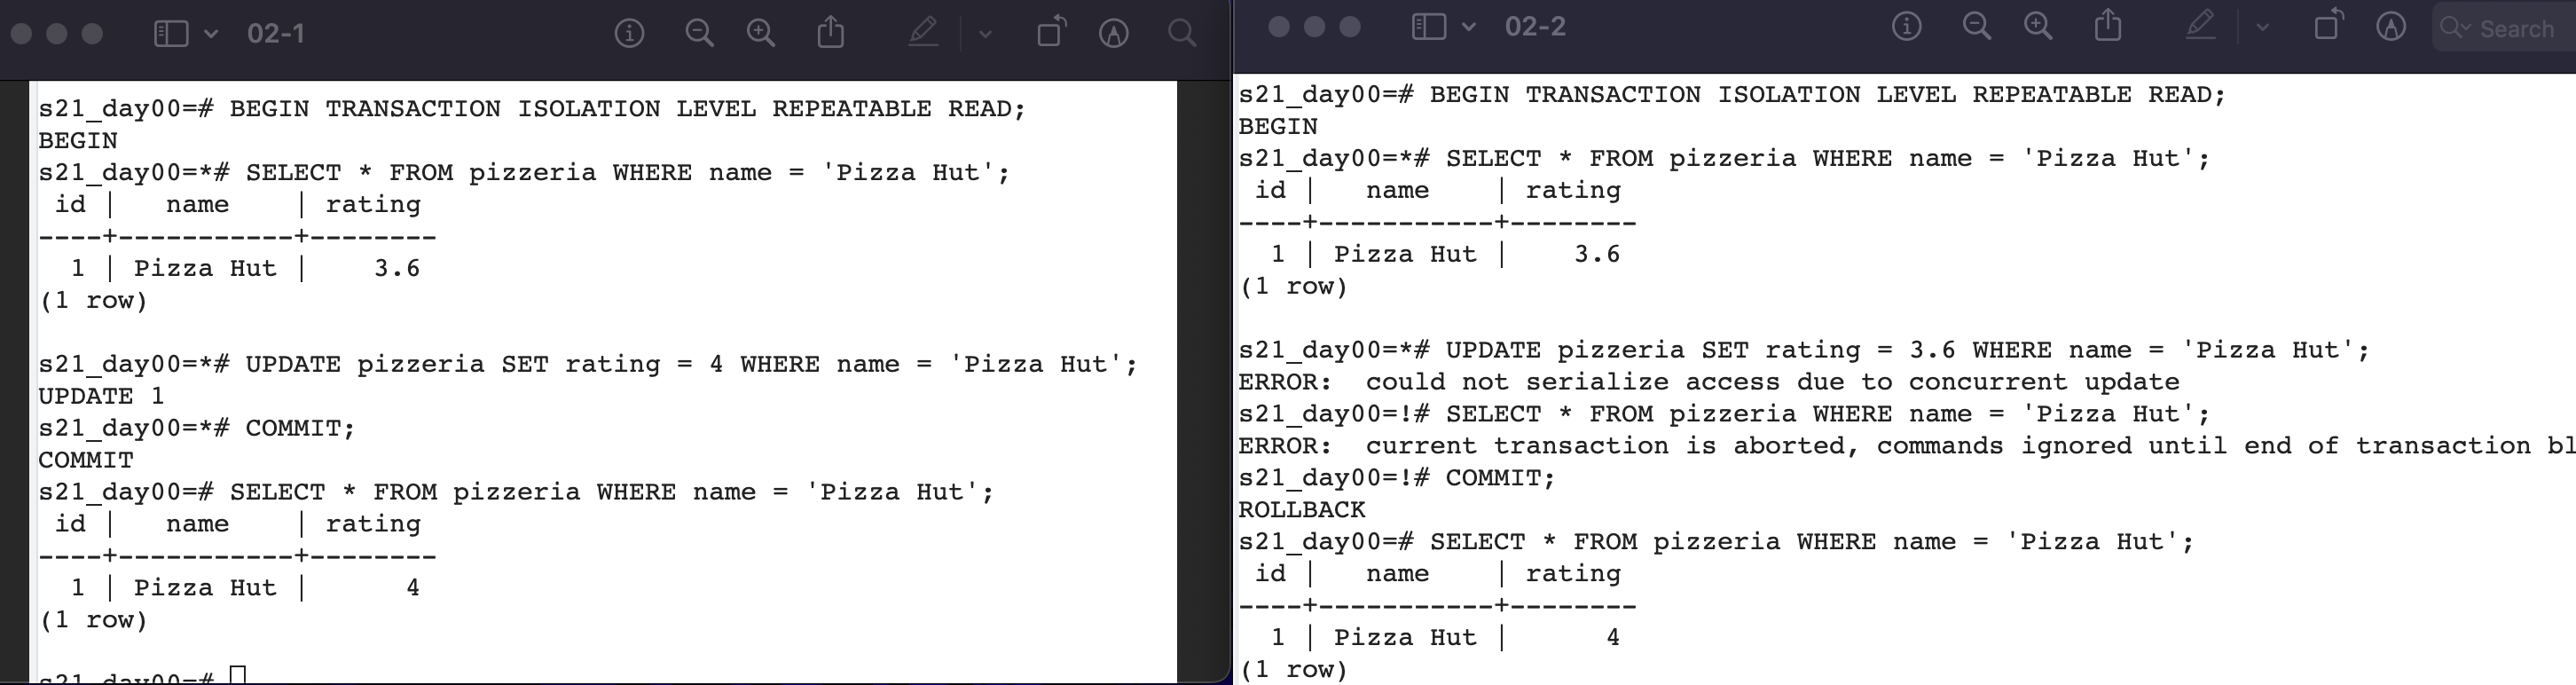 02-1
s21_day00=# BEGIN TRANSACTION ISOLATION LEVEL REPEATABLE READ;
BEGIN
s21_day00=*# SELECT * FROM pizzeria WHERE name = 'Pizza Hut';
 id |   name    | rating
----+-----------+--------
  1 | Pizza Hut |    3.6
(1 row)
s21_day00=*# UPDATE pizzeria SET rating = 4 WHERE name = 'Pizza Hut';
UPDATE 1
s21_day00=*# COMMIT;
COMMIT
s21_day00=# SELECT * FROM pizzeria WHERE name = 'Pizza Hut';
 id |   name    | rating
----+-----------+--------
  1 | Pizza Hut |      4
(1 row)
s21_day00=#
02-2
Search
s21_day00=# BEGIN TRANSACTION ISOLATION LEVEL REPEATABLE READ;
BEGIN
s21_day00=*# SELECT * FROM pizzeria WHERE name = 'Pizza Hut';
 id |   name    | rating
----+-----------+--------
  1 | Pizza Hut |    3.6
(1 row)
s21_day00=*# UPDATE pizzeria SET rating = 3.6 WHERE name = 'Pizza Hut';
ERROR:  could not serialize access due to concurrent update
s21_day00=!# SELECT * FROM pizzeria WHERE name = 'Pizza Hut';
ERROR:  current transaction is aborted, commands ignored until end of transaction bl
s21_day00=!# COMMIT;
ROLLBACK
s21_day00=# SELECT * FROM pizzeria WHERE name = 'Pizza Hut';
 id |   name    | rating
----+-----------+--------
  1 | Pizza Hut |      4
(1 row)